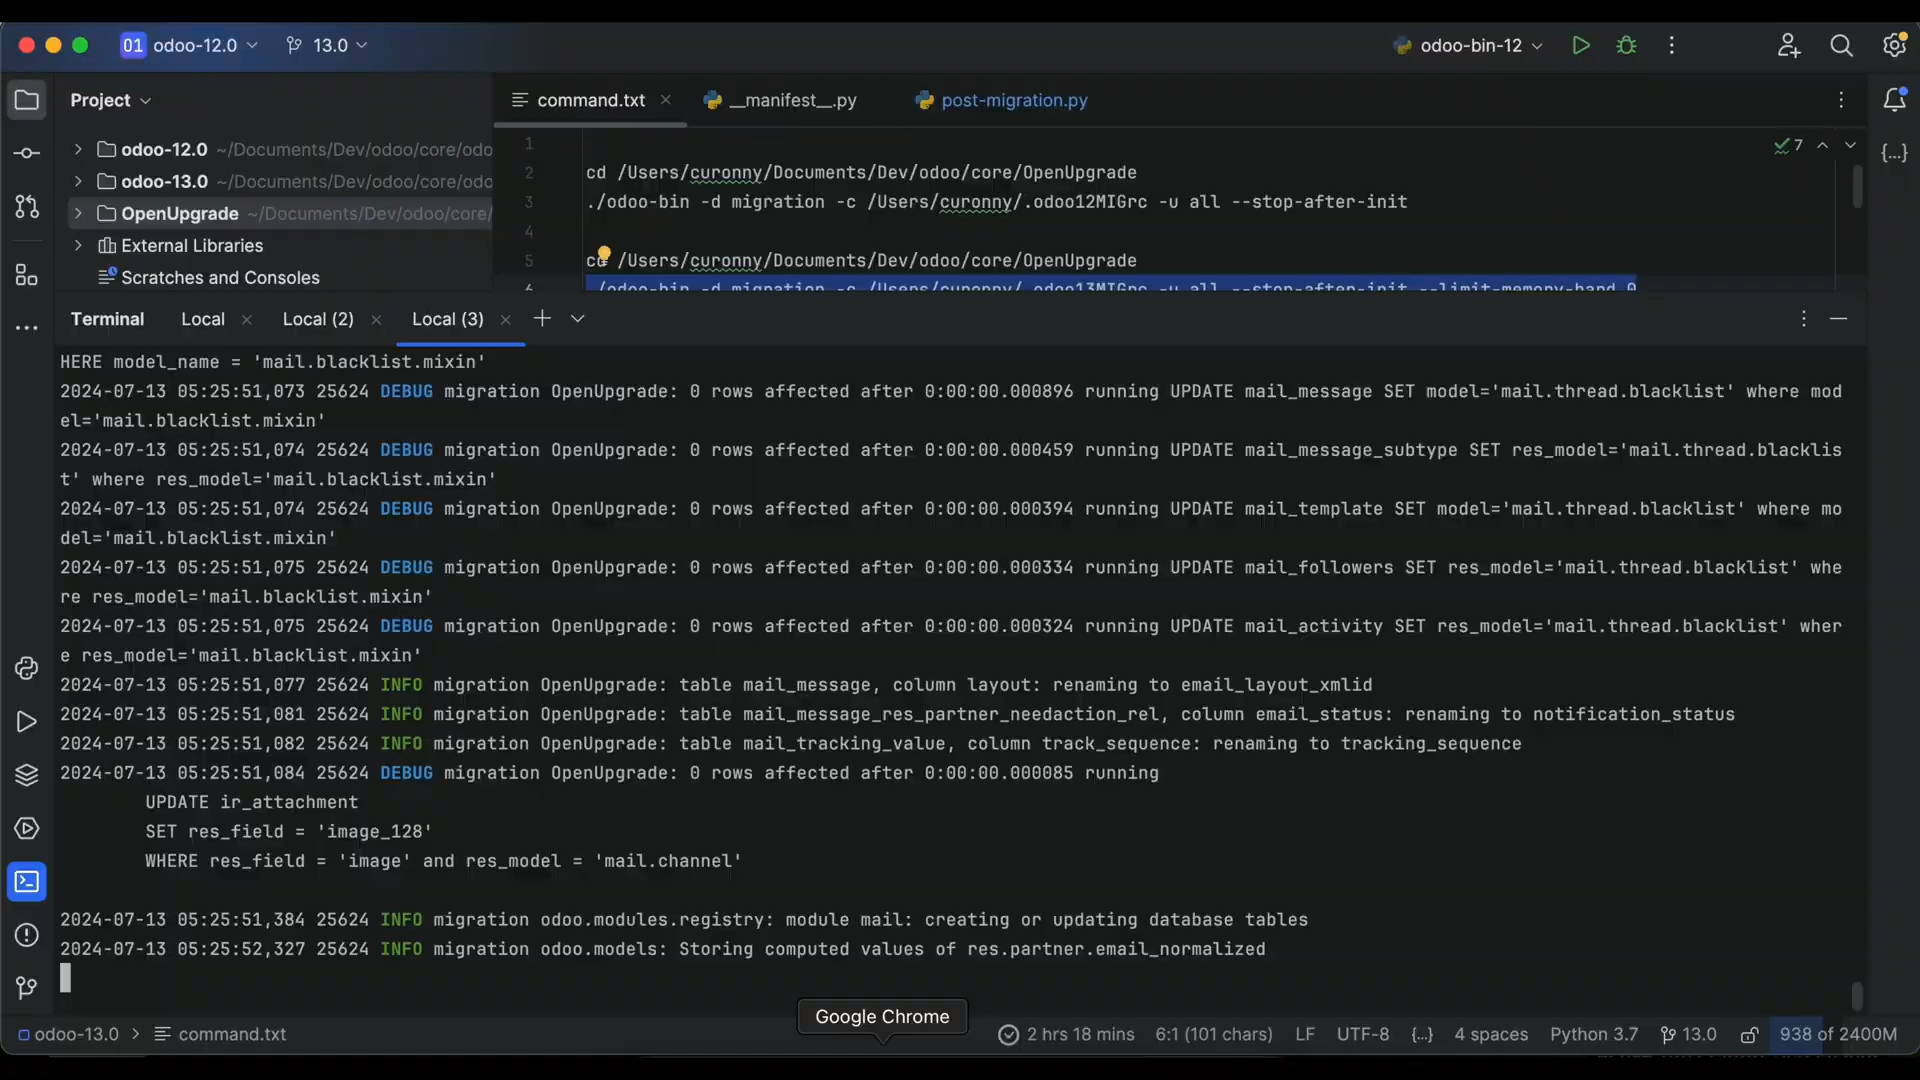 01 odoo-12.0 13.0 odoo-bin-12
Project command.txt __manifest__.py post-migration.py
odoo-12.0 ~/Documents/Dev/odoo/core/odo
odoo-13.0 ~/Documents/Dev/odoo/core/odo
OpenUpgrade ~/Documents/Dev/odoo/core/
External Libraries
Scratches and Consoles
1
2 cd /Users/curonny/Documents/Dev/odoo/core/OpenUpgrade
3 ./odoo-bin -d migration -c /Users/curonny/.odoo12MIGrc -u all --stop-after-init
4
5 cd /Users/curonny/Documents/Dev/odoo/core/OpenUpgrade
6 ./odoo-bin -d migration -c /Users/curonny/.odoo13MIGrc -u all --stop-after-init --limit-memory-hard 0
7
{...}
Terminal Local Local (2) Local (3)
HERE model_name = 'mail.blacklist.mixin'
2024-07-13 05:25:51,073 25624 DEBUG migration OpenUpgrade: 0 rows affected after 0:00:00.000896 running UPDATE mail_message SET model='mail.thread.blacklist' where mod
el='mail.blacklist.mixin'
2024-07-13 05:25:51,074 25624 DEBUG migration OpenUpgrade: 0 rows affected after 0:00:00.000459 running UPDATE mail_message_subtype SET res_model='mail.thread.blacklis
t' where res_model='mail.blacklist.mixin'
2024-07-13 05:25:51,074 25624 DEBUG migration OpenUpgrade: 0 rows affected after 0:00:00.000394 running UPDATE mail_template SET model='mail.thread.blacklist' where mo
del='mail.blacklist.mixin'
2024-07-13 05:25:51,075 25624 DEBUG migration OpenUpgrade: 0 rows affected after 0:00:00.000334 running UPDATE mail_followers SET res_model='mail.thread.blacklist' whe
re res_model='mail.blacklist.mixin'
2024-07-13 05:25:51,075 25624 DEBUG migration OpenUpgrade: 0 rows affected after 0:00:00.000324 running UPDATE mail_activity SET res_model='mail.thread.blacklist' wher
e res_model='mail.blacklist.mixin'
2024-07-13 05:25:51,077 25624 INFO migration OpenUpgrade: table mail_message, column layout: renaming to email_layout_xmlid
2024-07-13 05:25:51,081 25624 INFO migration OpenUpgrade: table mail_message_res_partner_needaction_rel, column email_status: renaming to notification_status
2024-07-13 05:25:51,082 25624 INFO migration OpenUpgrade: table mail_tracking_value, column track_sequence: renaming to tracking_sequence
2024-07-13 05:25:51,084 25624 DEBUG migration OpenUpgrade: 0 rows affected after 0:00:00.000085 running
UPDATE ir_attachment
SET res_field = 'image_128'
WHERE res_field = 'image' and res_model = 'mail.channel'
2024-07-13 05:25:51,384 25624 INFO migration odoo.modules.registry: module mail: creating or updating database tables
2024-07-13 05:25:52,327 25624 INFO migration odoo.models: Storing computed values of res.partner.email_normalized
Google Chrome
odoo-13.0 > command.txt 2 hrs 18 mins 6:1 (101 chars) LF UTF-8 {...} 4 spaces Python 3.7 13.0 938 of 2400M